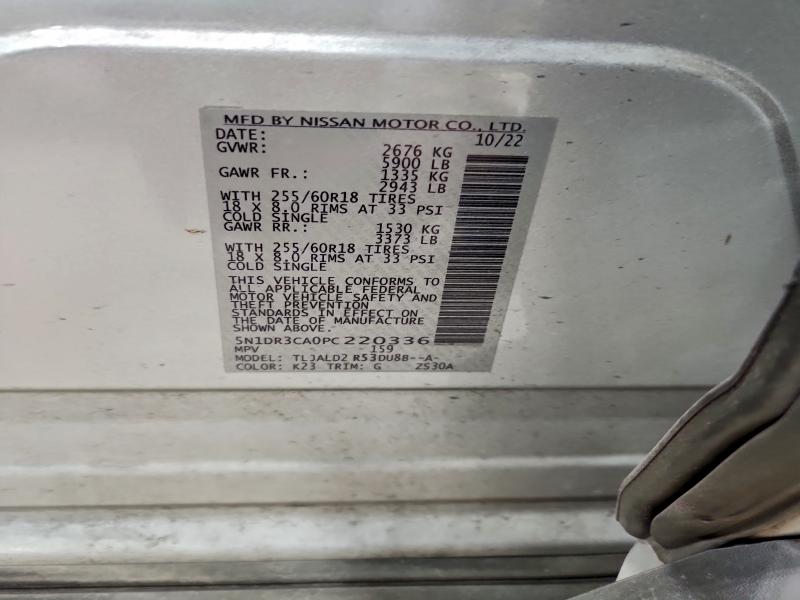 MFD BY NISSAN MOTOR CO., LTD.
DATE: 10/22
GVWR: 2676 KG
5900 LB
GAWR FR.: 1335 KG
2943 LB
WITH 255/60R18 TIRES
18 X 8.0 RIMS AT 33 PSI
COLD SINGLE
GAWR RR.: 1530 KG
3373 LB
WITH 255/60R18 TIRES
18 X 8.0 RIMS AT 33 PSI
COLD SINGLE
THIS VEHICLE CONFORMS TO
ALL APPLICABLE FEDERAL
MOTOR VEHICLE SAFETY AND
THEFT PREVENTION
STANDARDS IN EFFECT ON
THE DATE OF MANUFACTURE
SHOWN ABOVE.
5N1DR3CA0PC220336
MPV 159
MODEL: TLJALD2 R53DU8B--A-
COLOR: K23 TRIM: G ZS30A